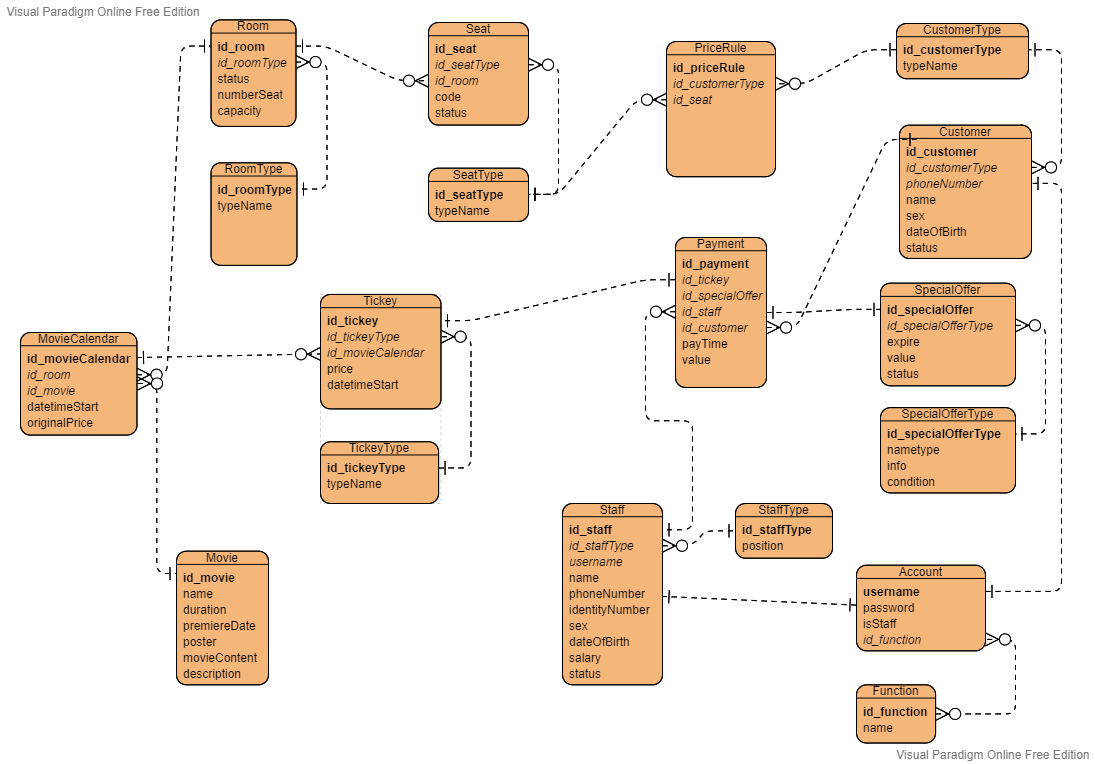 Visual Paradigm Online Free Edition
Room
id_room
id_roomType
status
numberSeat
capacity
Seat
id_seat
id_seatType
id_room
code
status
PriceRule
id_priceRule
id_customerType
id_seat
CustomerType
id_customerType
typeName
Customer
id_customer
id_customerType
phoneNumber
name
sex
dateOfBirth
status
RoomType
id_roomType
typeName
SeatType
id_seatType
typeName
Payment
id_payment
id_tickey
id_specialOffer
id_staff
id_customer
payTime
value
SpecialOffer
id_specialOffer
id_specialOfferType
expire
value
status
Tickey
id_tickey
id_tickeyType
id_movieCalendar
price
datetimeStart
MovieCalendar
id_movieCalendar
id_room
id_movie
datetimeStart
originalPrice
SpecialOfferType
id_specialOfferType
nametype
info
condition
TickeyType
id_tickeyType
typeName
Staff
id_staff
id_staffType
username
name
phoneNumber
identityNumber
sex
dateOfBirth
salary
status
StaffType
id_staffType
position
Movie
id_movie
name
duration
premiereDate
poster
movieContent
description
Account
username
password
isStaff
id_function
Function
id_function
name
Visual Paradigm Online Free Edition